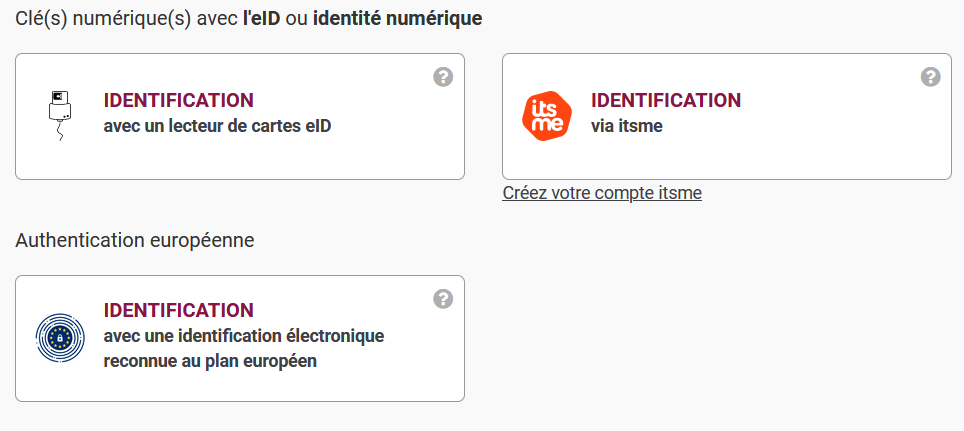 Clé(s) numérique(s) avec l'eID ou identité numérique
?
IDENTIFICATION
avec un lecteur de cartes eID
?
its
me
IDENTIFICATION
via itsme
Créez votre compte itsme
Authentication européenne
?
IDENTIFICATION
avec une identification électronique
reconnue au plan européen